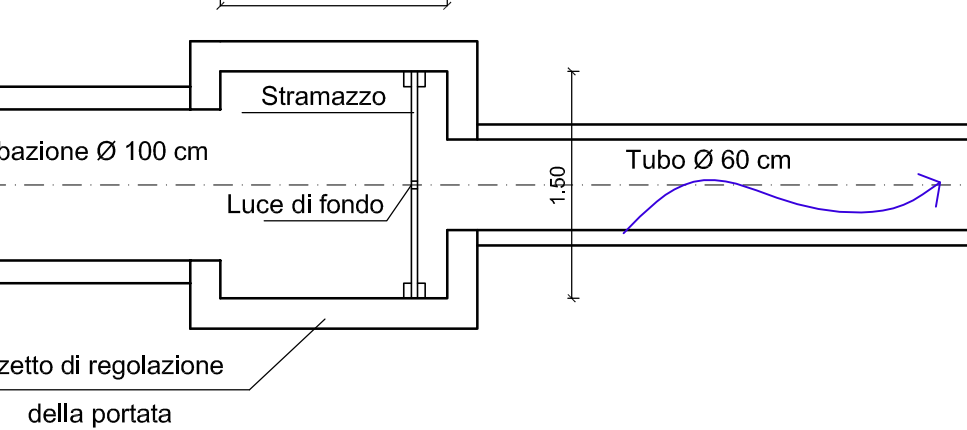 Stramazzo
bazione Ø 100 cm
Tubo Ø 60 cm
1.50
Luce di fondo
zetto di regolazione
della portata